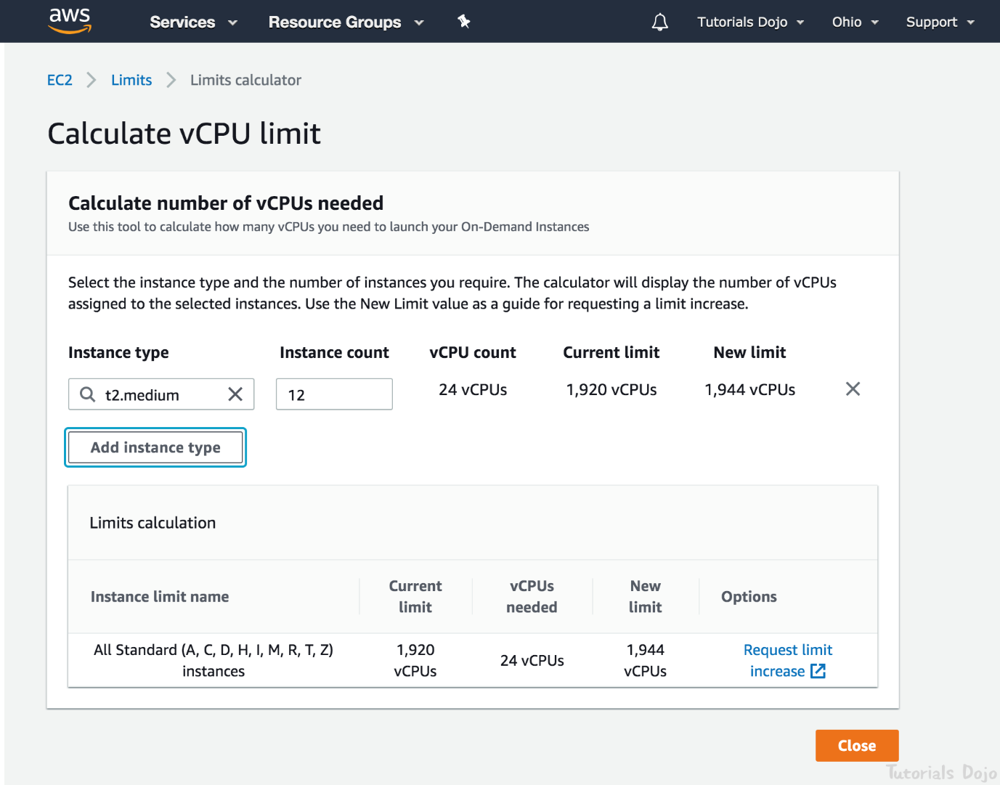 aws Services Resource Groups Tutorials Dojo Ohio Support
EC2 Limits Limits calculator
Calculate vCPU limit
Calculate number of vCPUs needed
Use this tool to calculate how many vCPUs you need to launch your On-Demand Instances
Select the instance type and the number of instances you require. The calculator will display the number of vCPUs
assigned to the selected instances. Use the New Limit value as a guide for requesting a limit increase.
Instance type Instance count vCPU count Current limit New limit
t2.medium 12 24 vCPUs 1,920 vCPUs 1,944 vCPUs
Add instance type
Limits calculation
Instance limit name
Current
limit
vCPUs
needed
New
limit
Options
All Standard (A, C, D, H, I, M, R, T, Z)
instances
1,920
vCPUs
24 vCPUs
1,944
vCPUs
Request limit
increase
Close
Tutorials Dojo